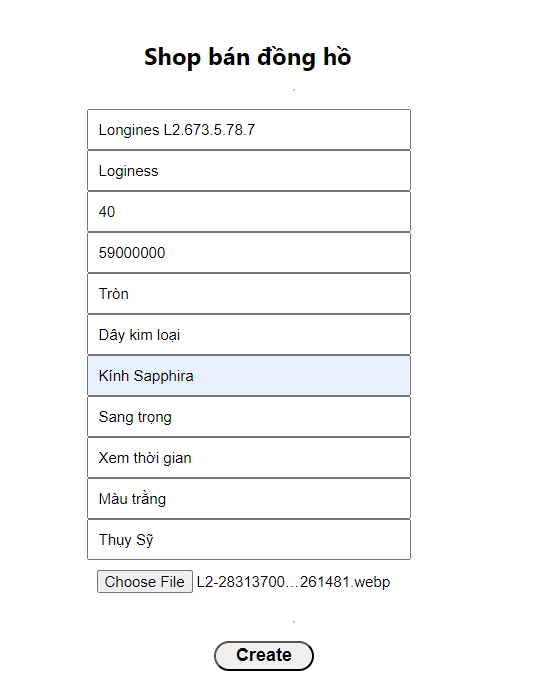 Shop bán đồng hồ
Longines L2.673.5.78.7
Loginess
40
59000000
Tròn
Dây kim loại
Kính Sapphira
Sang trọng
Xem thời gian
Màu trằng
Thụy Sỹ
Choose File L2-28313700…261481.webp
Create